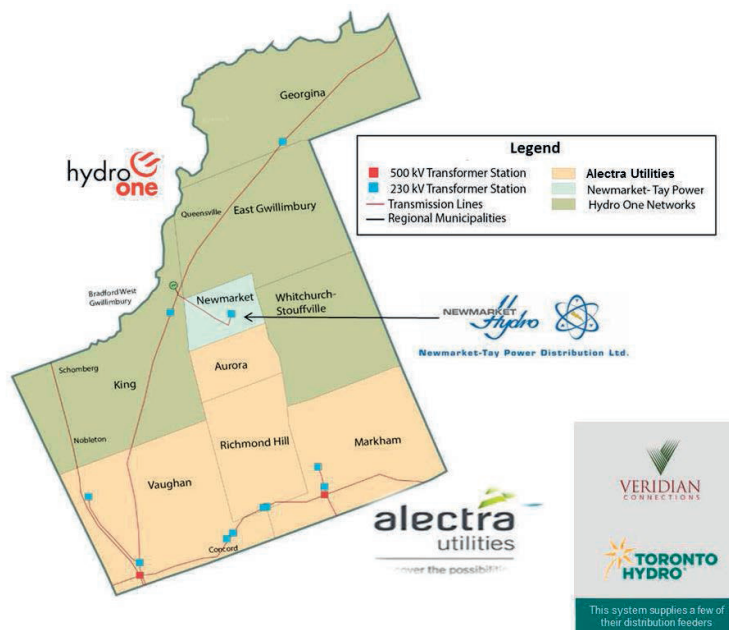 Georgina
hydro
one
Legend
500 kV Transformer Station
230 kV Transformer Station
Transmission Lines
Regional Municipalities
Alectra Utilities
Newmarket- Tay Power
Hydro One Networks
Queensville
East Gwillimbury
Bradford West
Gwillimbury
Newmarket
Whitchurch-
Stouffville
NEWMARKET
Hydro
Newmarket-Tay Power Distribution Ltd.
Schomberg
King
Aurora
Nobleton
Richmond Hill
Markham
Vaughan
Concord
alectra
utilities
over the possibiliti
VERIDIAN
CONNECTIONS
TORONTO
HYDRO
This system supplies a few of
their distribution feeders